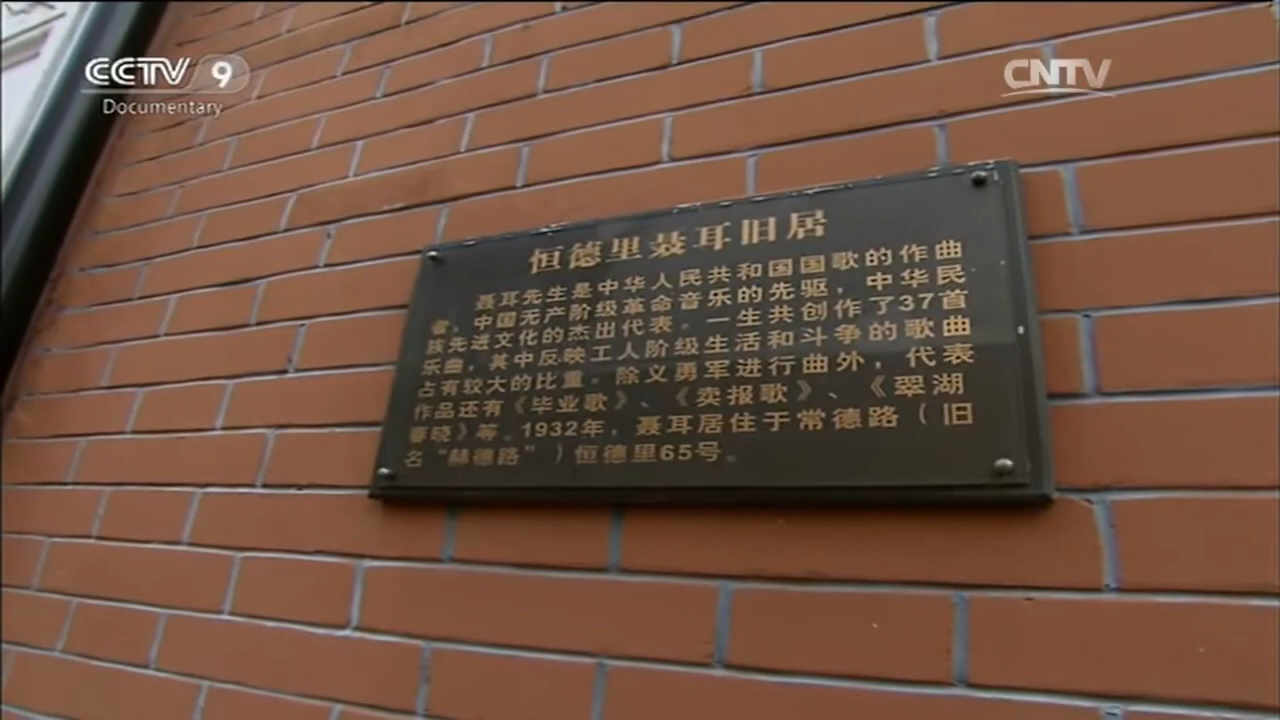 CCTV 9
Documentary
CNTV
恒德里聂耳旧居
聂耳先生是中华人民共和国国歌的作曲
者，中国无产阶级革命音乐的先驱，中华民
族先进文化的杰出代表。一生共创作了37首
乐曲，其中反映工人阶级生活和斗争的歌曲
占有较大的比重。除义勇军进行曲外，代表
作品还有《毕业歌》、《卖报歌》、《翠湖
春晓》等。1932年，聂耳居住于常德路（旧
名“赫德路”）恒德里65号。